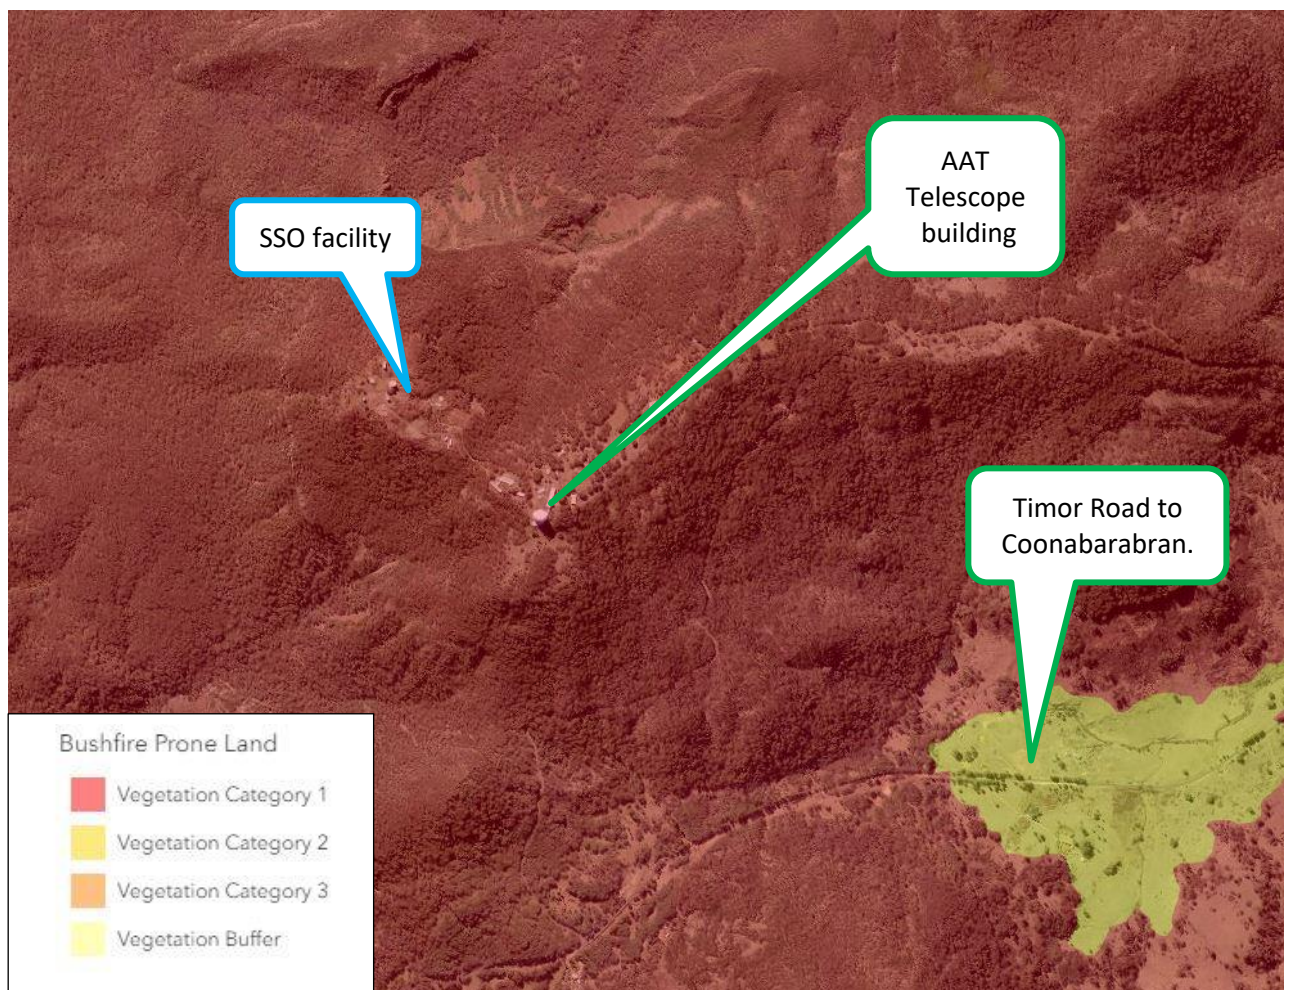 AAT
Telescope
building
SSO facility
Timor Road to
Coonabarabran.
Bushfire Prone Land
Vegetation Category 1
Vegetation Category 2
Vegetation Category 3
Vegetation Buffer